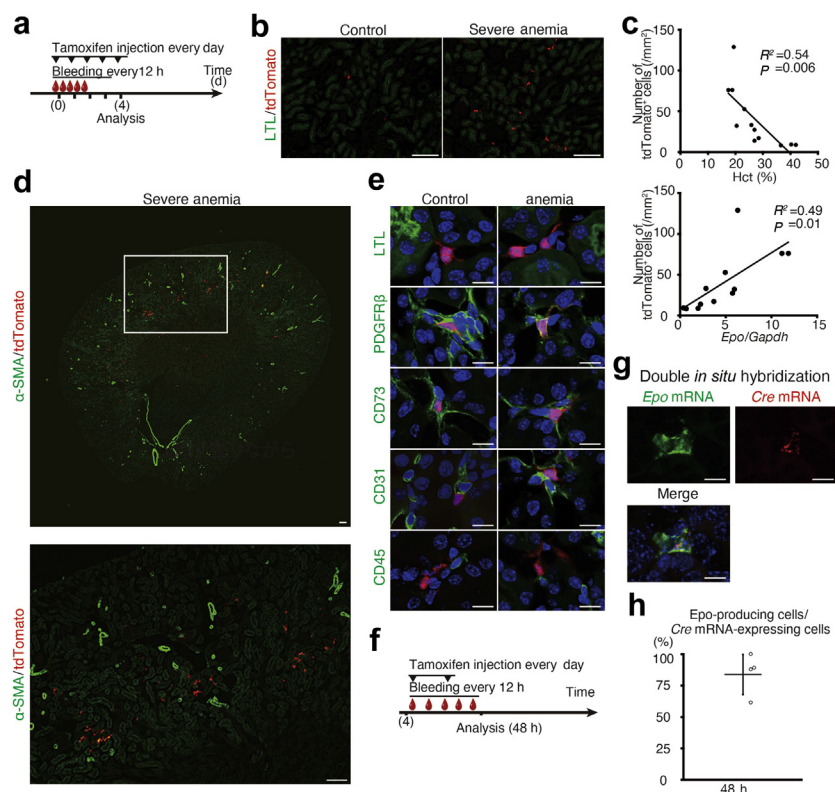 a
Tamoxifen injection every day
Bleeding every 12 h
Time
(d)
(0)
(4)
Analysis
b
Control
Severe anemia
LTL/tdTomato
c
Number of
tdTomato+ cells (/mm²)
150
100
50
0
R²=0.54
P =0.006
0 10 20 30 40 50
Hct (%)
Number of
tdTomato+ cells (/mm²)
150
100
50
0
R²=0.49
P =0.01
0 5 10 15
Epo/Gapdh
d
Severe anemia
α-SMA/tdTomato
α-SMA/tdTomato
e
Control
anemia
LTL
PDGFRβ
CD73
CD31
CD45
f
Tamoxifen injection every day
Bleeding every 12 h
Time
(4)
Analysis (48 h)
g
Double in situ hybridization
Epo mRNA
Cre mRNA
Merge
h
Epo-producing cells/
Cre mRNA-expressing cells
(%)
100
75
50
25
0
48 h